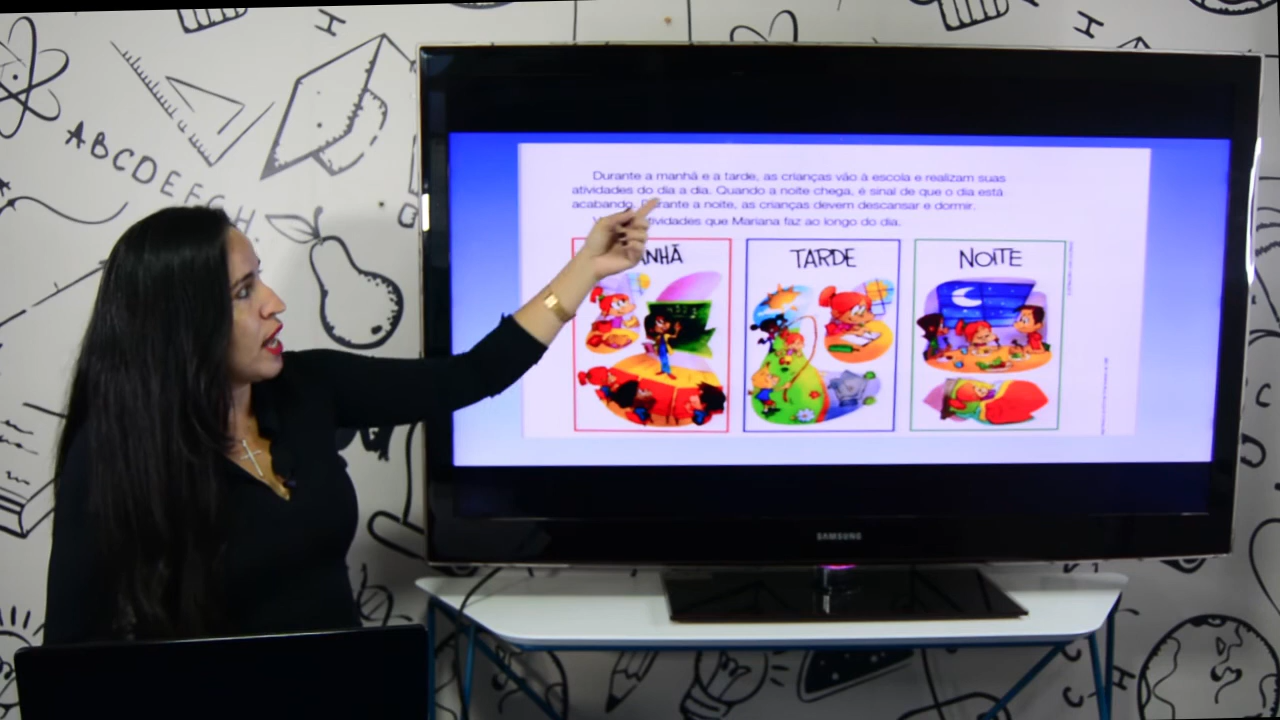 ABCDEFGH
Durante a manhã e a tarde, as crianças vão à escola e realizam suas
atividades do dia a dia. Quando a noite chega, é sinal de que o dia está
acabando. Durante a noite, as crianças devem descansar e dormir.
atividades que Mariana faz ao longo do dia.
MANHÃ TARDE NOITE
SAMSUNG